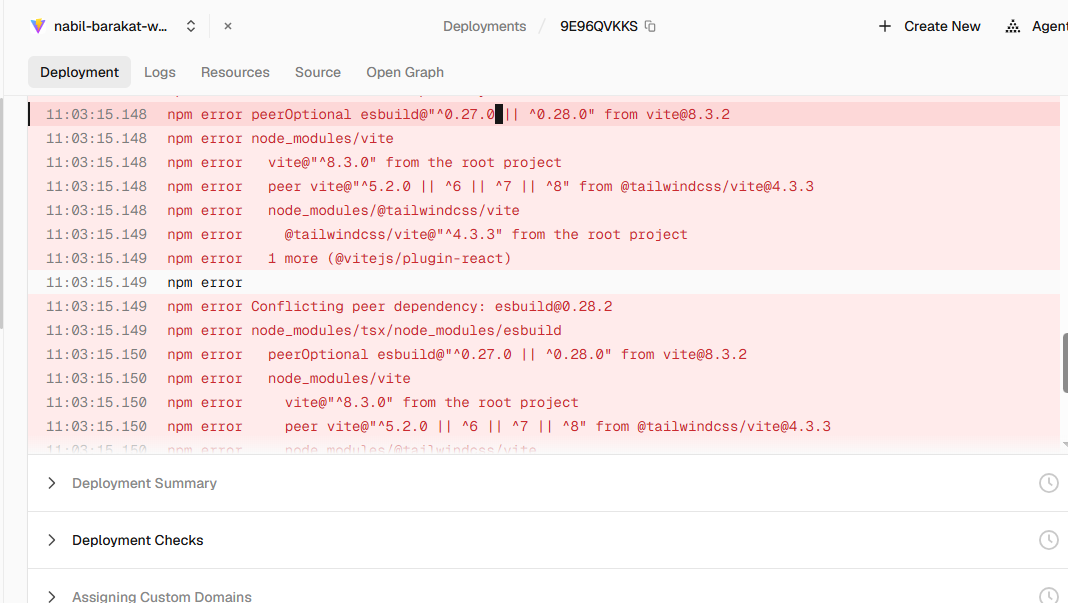 nabil-barakat-w...
Deployments / 9E96QVKKS
Create New
Agent
Deployment Logs Resources Source Open Graph
11:03:15.148 npm error peerOptional esbuild@"^0.27.0 || ^0.28.0" from vite@8.3.2
11:03:15.148 npm error node_modules/vite
11:03:15.148 npm error vite@"^8.3.0" from the root project
11:03:15.148 npm error peer vite@"^5.2.0 || ^6 || ^7 || ^8" from @tailwindcss/vite@4.3.3
11:03:15.148 npm error node_modules/@tailwindcss/vite
11:03:15.149 npm error @tailwindcss/vite@"^4.3.3" from the root project
11:03:15.149 npm error 1 more (@vitejs/plugin-react)
11:03:15.149 npm error
11:03:15.149 npm error Conflicting peer dependency: esbuild@0.28.2
11:03:15.149 npm error node_modules/tsx/node_modules/esbuild
11:03:15.150 npm error peerOptional esbuild@"^0.27.0 || ^0.28.0" from vite@8.3.2
11:03:15.150 npm error node_modules/vite
11:03:15.150 npm error vite@"^8.3.0" from the root project
11:03:15.150 npm error peer vite@"^5.2.0 || ^6 || ^7 || ^8" from @tailwindcss/vite@4.3.3
11:03:15.150 npm error node_modules/@tailwindcss/vite
Deployment Summary
Deployment Checks
Assigning Custom Domains